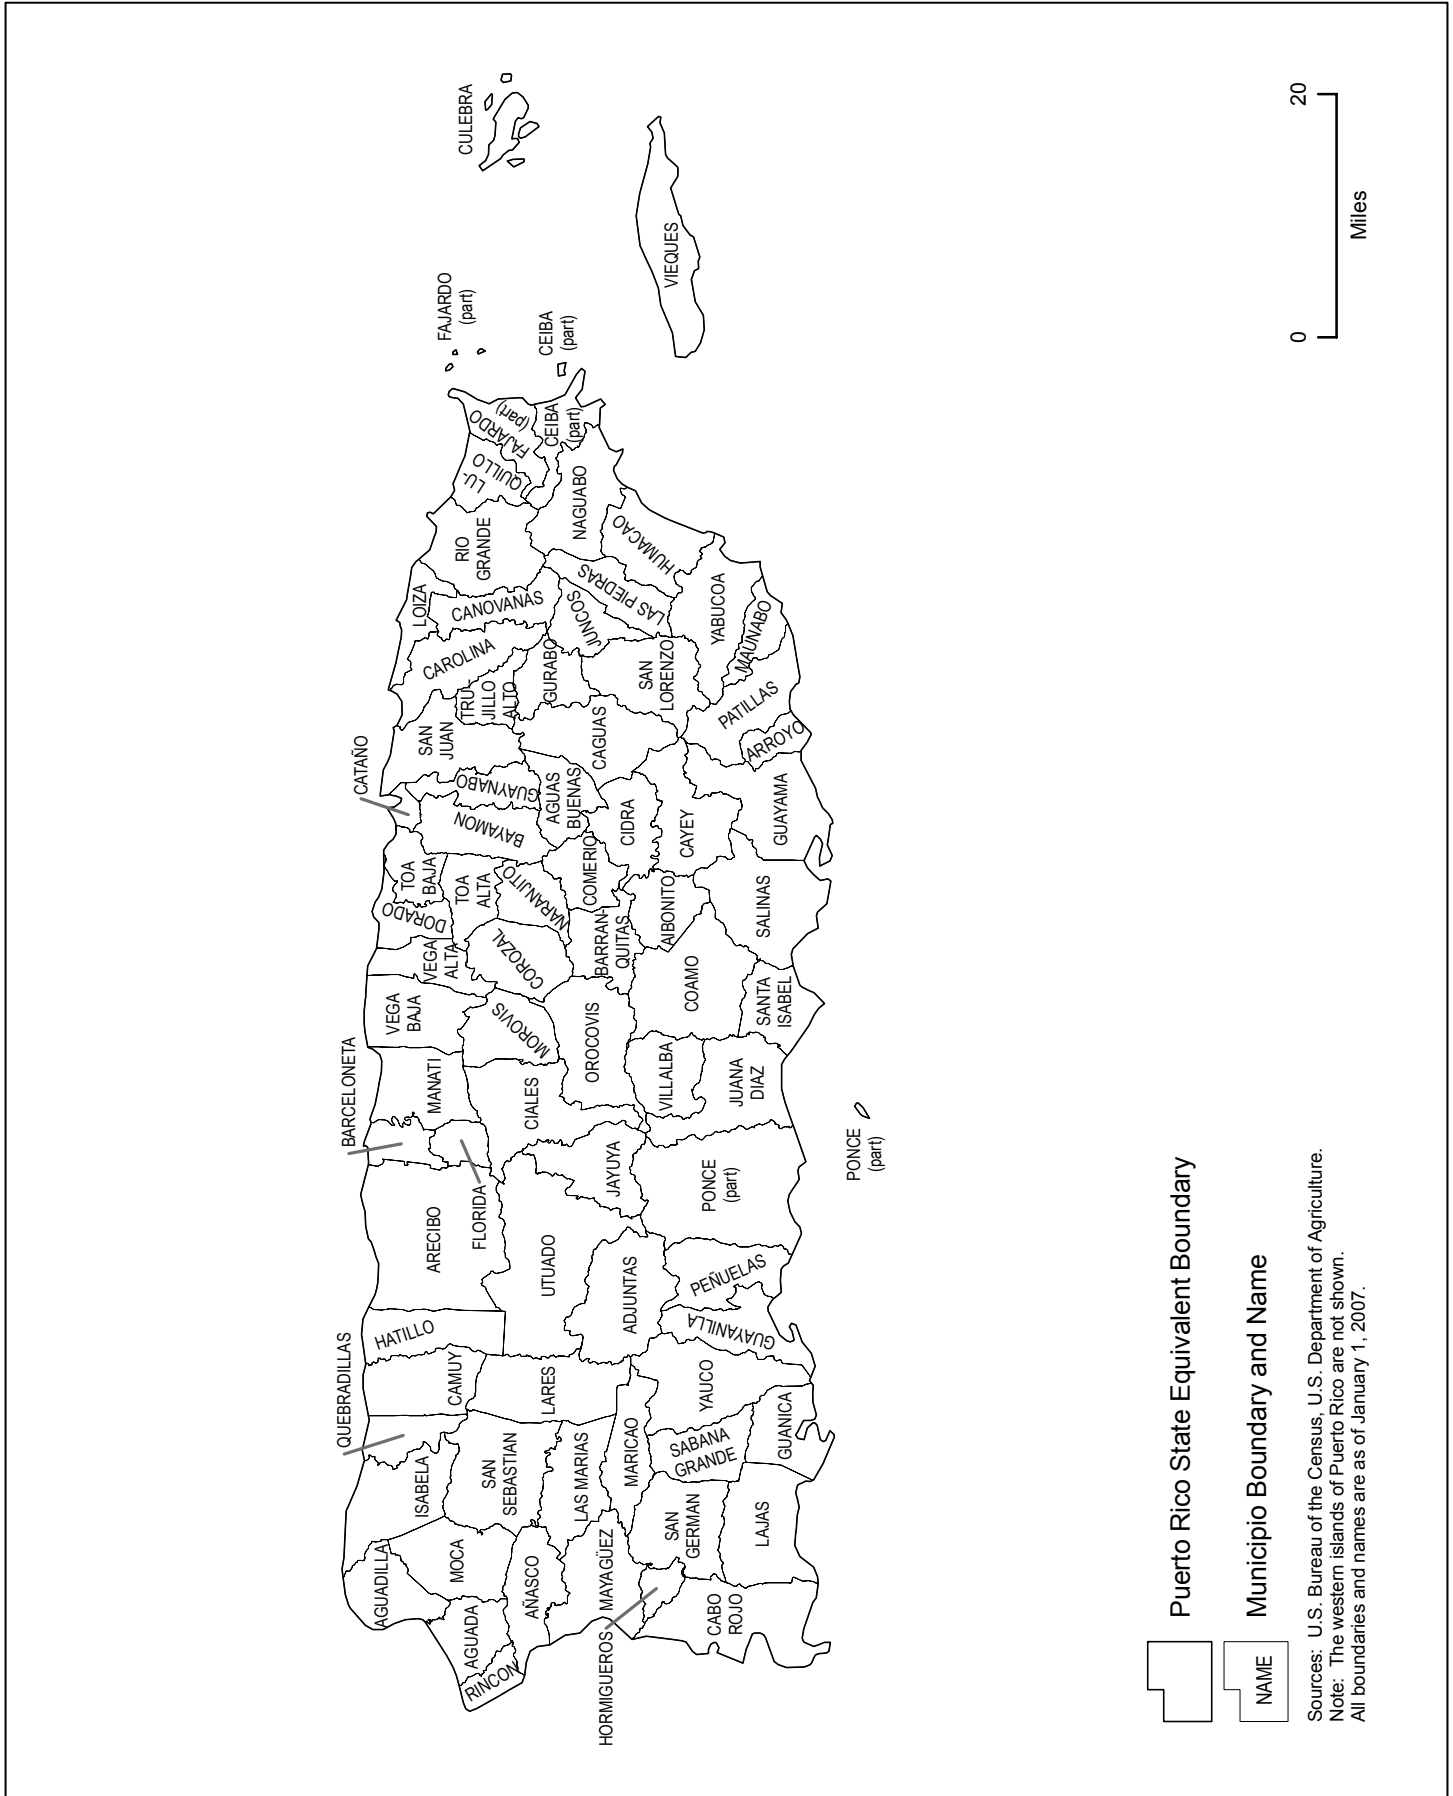 CULEBRA
VIEQUES
FAJARDO
(part)
CEIBA
(part)
FAJARDO
(part)
CEIBA
(part)
LU-
QUILLO
NAGUABO
RIO
GRANDE
HUMACAO
LAS PIEDRAS
LOIZA
CANOVANAS
JUNCOS
YABUCOA
MAUNABO
CAROLINA
GURABO
SAN
LORENZO
TRU-
JILLO
ALTO
PATILLAS
SAN
JUAN
CAGUAS
ARROYO
CATAÑO
GUAYNABO
AGUAS
BUENAS
CIDRA
CAYEY
GUAYAMA
BAYAMON
COMERIO
TOA
BAJA
TOA
ALTA
NARANJITO
AIBONITO
SALINAS
DORADO
BARRAN-
QUITAS
VEGA
ALTA
COROZAL
COAMO
SANTA
ISABEL
VEGA
BAJA
MOROVIS
OROCOVIS
BARCELONETA
MANATI
CIALES
VILLALBA
JUANA
DIAZ
PONCE
(part)
FLORIDA
JAYUYA
PONCE
(part)
ARECIBO
UTUADO
ADJUNTAS
PEÑUELAS
HATILLO
GUAYANILLA
QUEBRADILLAS
CAMUY
LARES
YAUCO
GUANICA
ISABELA
SAN
SEBASTIAN
LAS MARIAS
MARICAO
SABANA
GRANDE
AGUADILLA
MOCA
AÑASCO
MAYAGÜEZ
SAN
GERMAN
LAJAS
AGUADA
RINCON
HORMIGUEROS
CABO
ROJO
0
20
Miles
Puerto Rico State Equivalent Boundary
NAME
Municipio Boundary and Name
Sources: U.S. Bureau of the Census, U.S. Department of Agriculture.
Note: The western islands of Puerto Rico are not shown.
All boundaries and names are as of January 1, 2007.